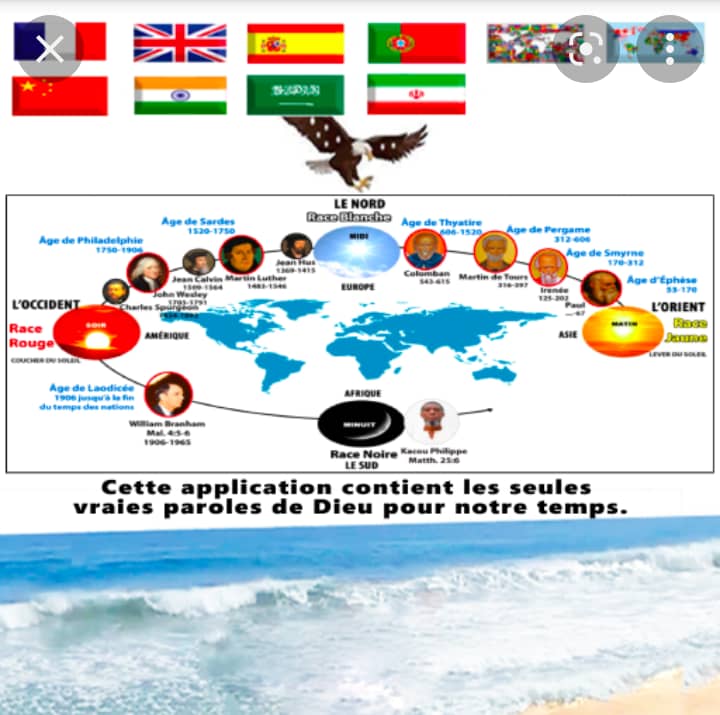 LE NORD
Race Blanche
MIDI
EUROPE
Âge de Sardes
1520-1750
Âge de Thyatire
606-1520
Âge de Pergame
312-606
Âge de Philadelphie
1750-1906
Âge de Smyrne
170-312
Âge d'Éphèse
53-170
Jean Hus
1369-1415
Jean Calvin
1509-1564
Martin Luther
1483-1546
John Wesley
1703-1791
Charles Spurgeon
Colomban
543-615
Martin de Tours
316-397
Irénée
125-202
Paul
L'OCCIDENT
Race
Rouge
SOIR
COUCHER DU SOLEIL
AMÉRIQUE
L'ORIENT
Race
Jaune
MATIN
LEVER DU SOLEIL
ASIE
Âge de Laodicée
1906 jusqu'à la fin
du temps des nations
William Branham
Mal. 4:5-6
1906-1965
AFRIQUE
MINUIT
Race Noire
LE SUD
Kacou Philippe
Matth. 25:6
Cette application contient les seules
vraies paroles de Dieu pour notre temps.